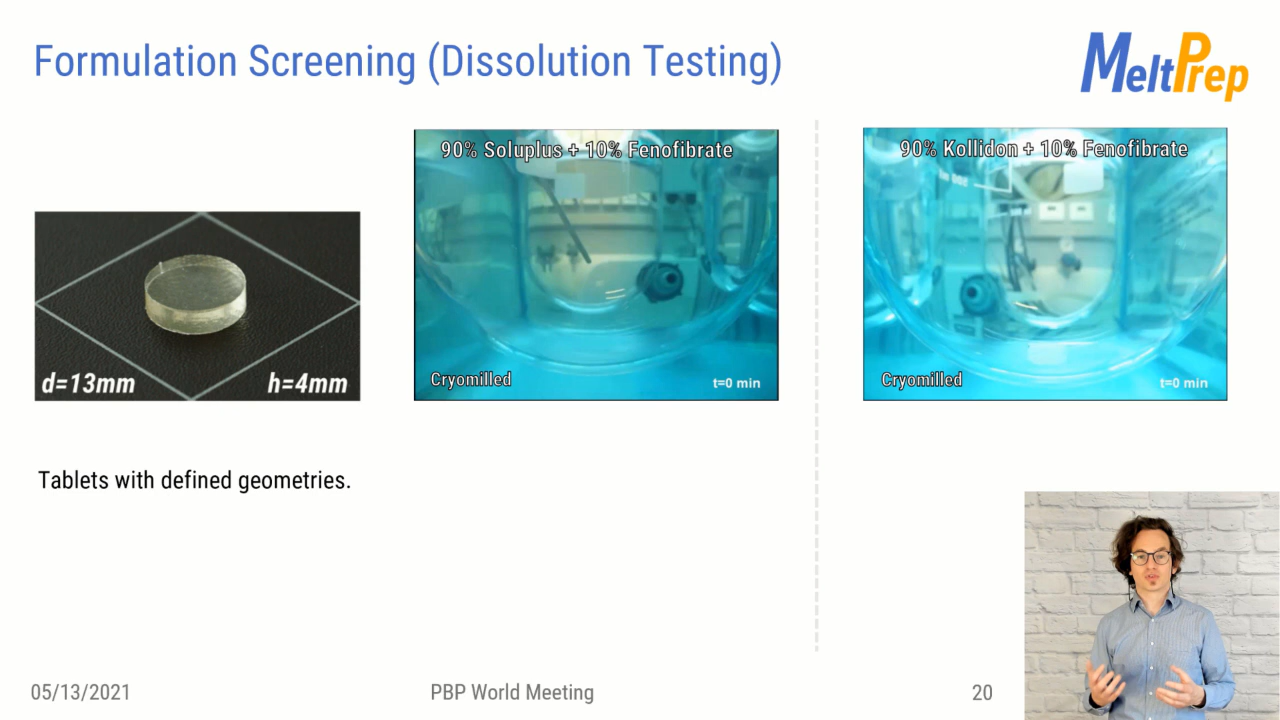 Formulation Screening (Dissolution Testing)
MeltPrep
90% Soluplus + 10% Fenofibrate
Cryomilled
t=0 min
90% Kollidon + 10% Fenofibrate
Cryomilled
t=0 min
d=13mm
h=4mm
Tablets with defined geometries.
05/13/2021
PBP World Meeting
20